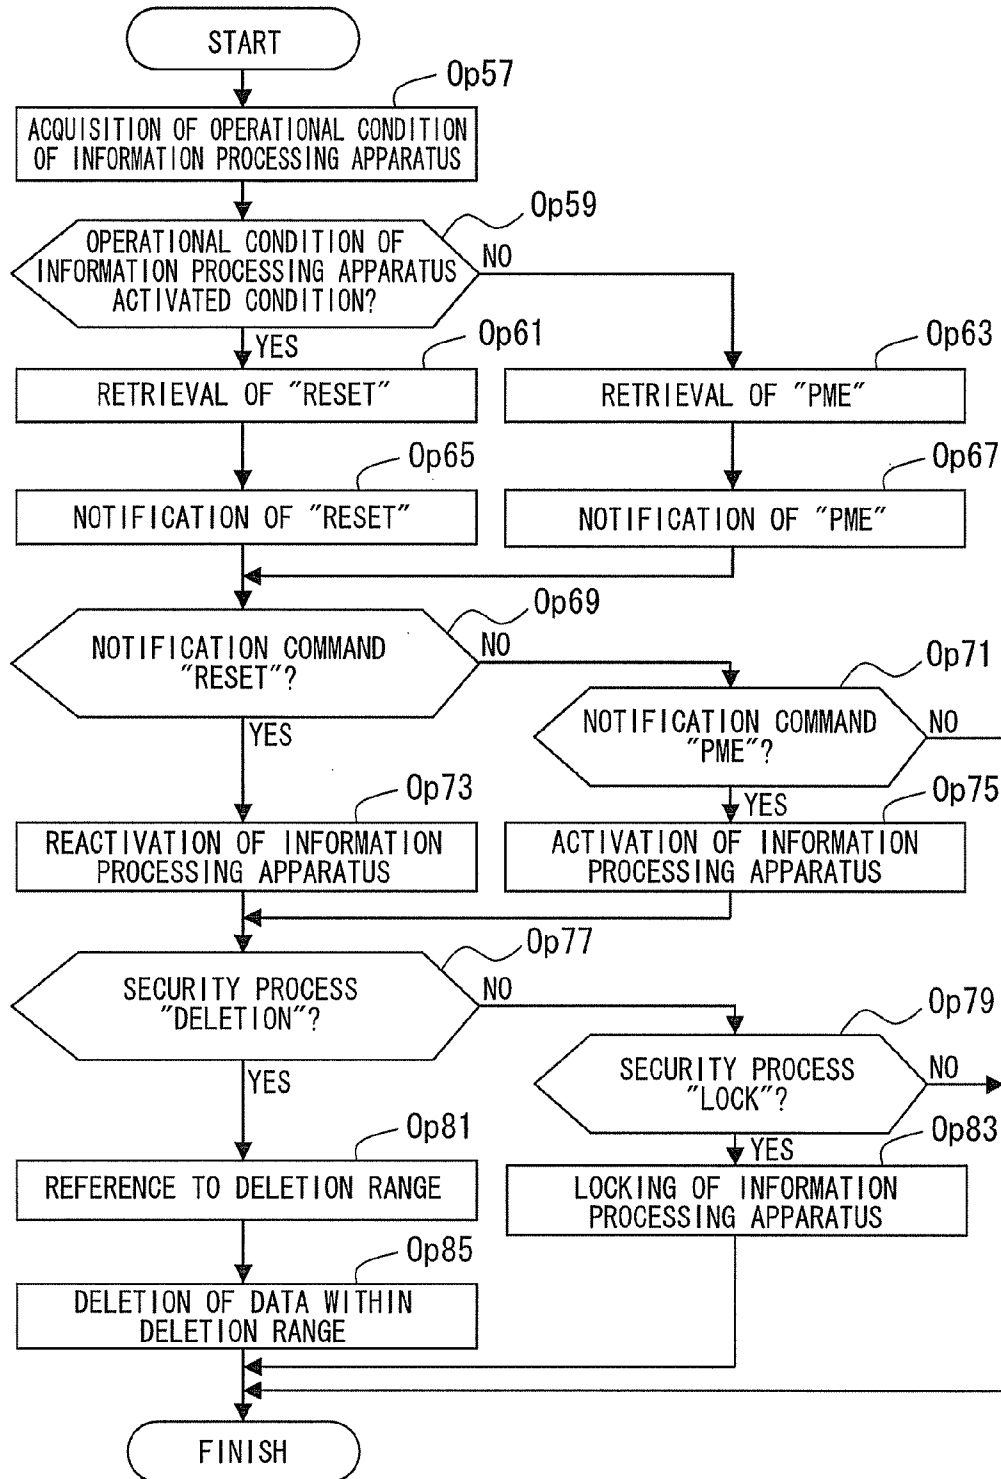 START
Op57
ACQUISITION OF OPERATIONAL CONDITION
OF INFORMATION PROCESSING APPARATUS
Op59
OPERATIONAL CONDITION OF
INFORMATION PROCESSING APPARATUS
ACTIVATED CONDITION?
NO
YES
Op61
Op63
RETRIEVAL OF "RESET"
RETRIEVAL OF "PME"
Op65
Op67
NOTIFICATION OF "RESET"
NOTIFICATION OF "PME"
Op69
NOTIFICATION COMMAND
"RESET"?
NO
Op71
NOTIFICATION COMMAND
"PME"?
NO
YES
YES
Op73
Op75
REACTIVATION OF INFORMATION
PROCESSING APPARATUS
ACTIVATION OF INFORMATION
PROCESSING APPARATUS
Op77
SECURITY PROCESS
"DELETION"?
NO
Op79
SECURITY PROCESS
"LOCK"?
NO
YES
YES
Op81
Op83
REFERENCE TO DELETION RANGE
LOCKING OF INFORMATION
PROCESSING APPARATUS
Op85
DELETION OF DATA WITHIN
DELETION RANGE
FINISH